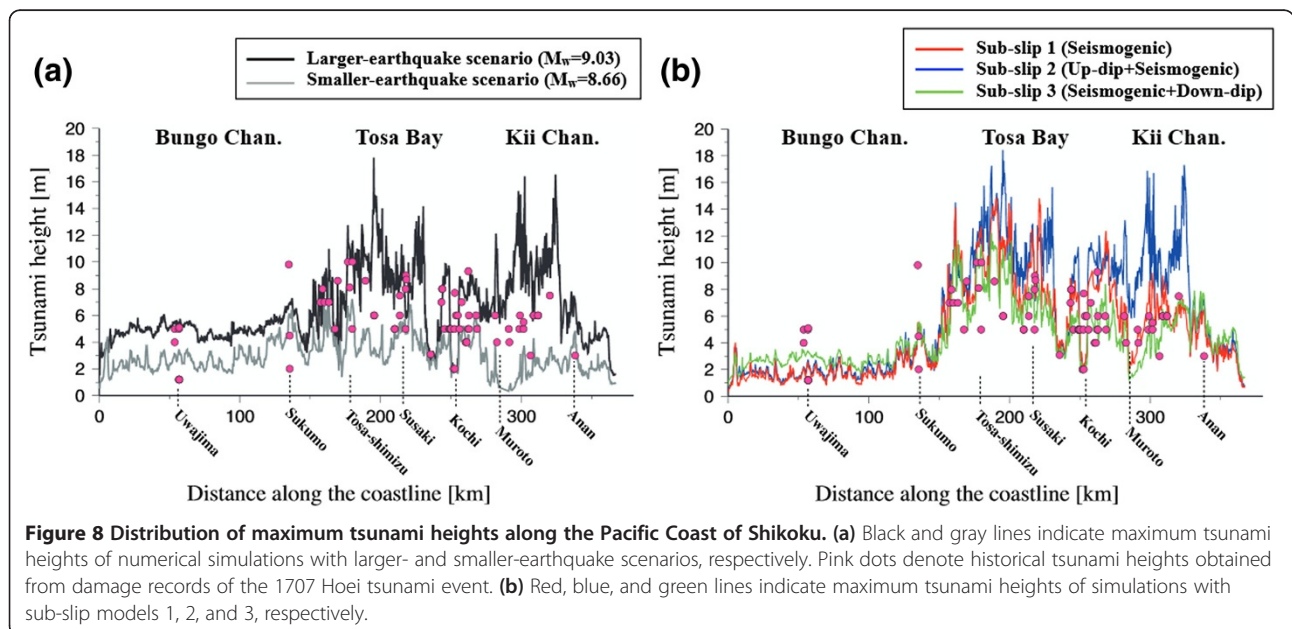 (a)
Larger-earthquake scenario (Mw=9.03)
Smaller-earthquake scenario (Mw=8.66)
Bungo Chan. Tosa Bay Kii Chan.
Tsunami height [m]
20
18
16
14
12
10
8
6
4
2
0
0 100 200 300
Uwajima Sukumo Tosa-shimizu Susaki Kochi Muroto Anan
Distance along the coastline [km]
(b)
Sub-slip 1 (Seismogenic)
Sub-slip 2 (Up-dip+Seismogenic)
Sub-slip 3 (Seismogenic+Down-dip)
Bungo Chan. Tosa Bay Kii Chan.
Tsunami height [m]
20
18
16
14
12
10
8
6
4
2
0
0 100 200 300
Uwajima Sukumo Tosa-shimizu Susaki Kochi Muroto Anan
Distance along the coastline [km]
Figure 8 Distribution of maximum tsunami heights along the Pacific Coast of Shikoku. (a) Black and gray lines indicate maximum tsunami
heights of numerical simulations with larger- and smaller-earthquake scenarios, respectively. Pink dots denote historical tsunami heights obtained
from damage records of the 1707 Hoei tsunami event. (b) Red, blue, and green lines indicate maximum tsunami heights of simulations with
sub-slip models 1, 2, and 3, respectively.